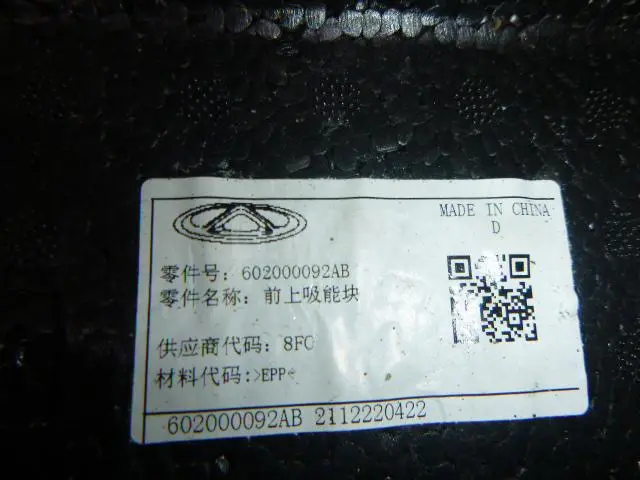 MADE IN CHINA
D
零件号: 602000092AB
零件名称: 前上吸能块
供应商代码: 8FC
材料代码:>EPP<
602000092AB 2112220422